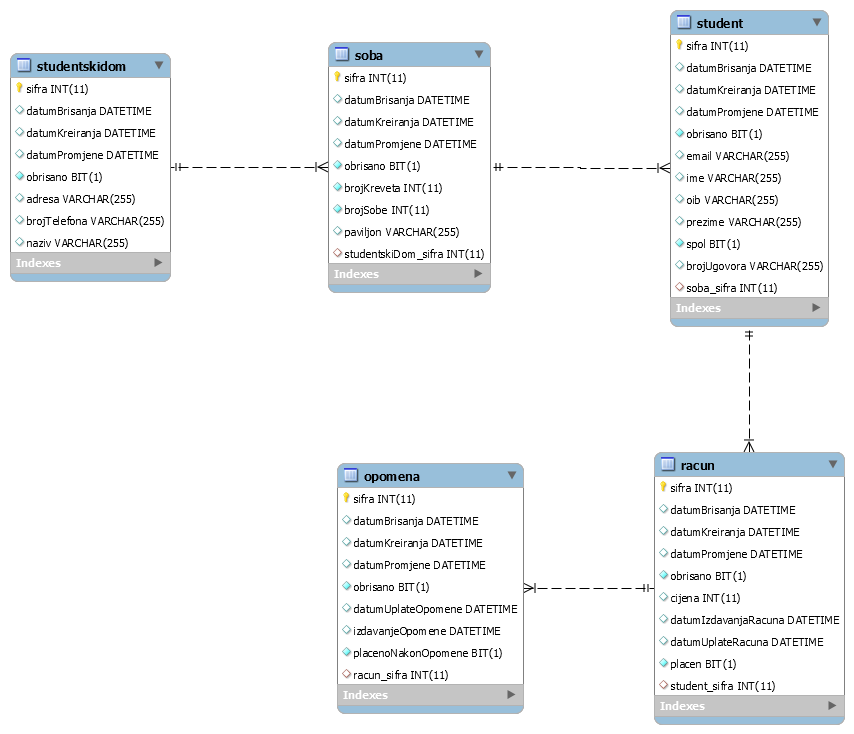 studentskidom
sifra INT(11)
datumBrisanja DATETIME
datumKreiranja DATETIME
datumPromjene DATETIME
obrisano BIT(1)
adresa VARCHAR(255)
brojTelefona VARCHAR(255)
naziv VARCHAR(255)
Indexes
soba
sifra INT(11)
datumBrisanja DATETIME
datumKreiranja DATETIME
datumPromjene DATETIME
obrisano BIT(1)
brojKreveta INT(11)
brojSobe INT(11)
paviljon VARCHAR(255)
studentskiDom_sifra INT(11)
Indexes
student
sifra INT(11)
datumBrisanja DATETIME
datumKreiranja DATETIME
datumPromjene DATETIME
obrisano BIT(1)
email VARCHAR(255)
ime VARCHAR(255)
oib VARCHAR(255)
prezime VARCHAR(255)
spol BIT(1)
brojUgovora VARCHAR(255)
soba_sifra INT(11)
Indexes
opomena
sifra INT(11)
datumBrisanja DATETIME
datumKreiranja DATETIME
datumPromjene DATETIME
obrisano BIT(1)
datumUplateOpomene DATETIME
izdavanjeOpomene DATETIME
placenoNakonOpomene BIT(1)
racun_sifra INT(11)
Indexes
racun
sifra INT(11)
datumBrisanja DATETIME
datumKreiranja DATETIME
datumPromjene DATETIME
obrisano BIT(1)
cijena INT(11)
datumIzdavanjaRacuna DATETIME
datumUplateRacuna DATETIME
placen BIT(1)
student_sifra INT(11)
Indexes